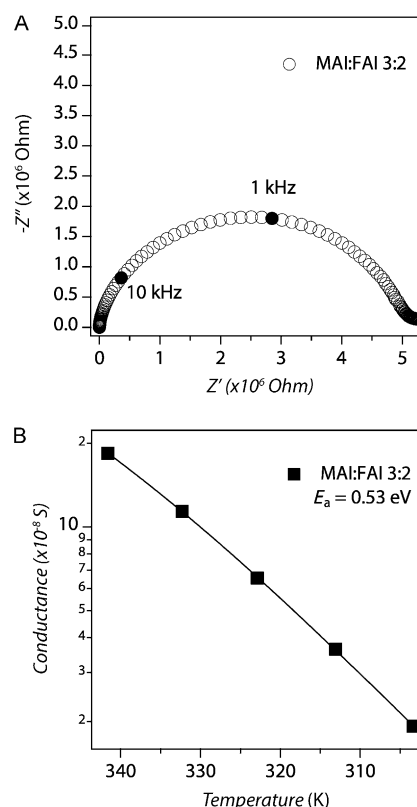 A
5.0
4.5
4.0
3.5
3.0
2.5
2.0
1.5
1.0
0.5
0.0
-Z'' (x10⁶ Ohm)
MAI:FAI 3:2
1 kHz
10 kHz
0 1 2 3 4 5
Z' (x10⁶ Ohm)
B
2
10
9
8
7
6
5
4
3
2
Conductance (x10⁻⁸ S)
MAI:FAI 3:2
Eₐ = 0.53 eV
340 330 320 310
Temperature (K)